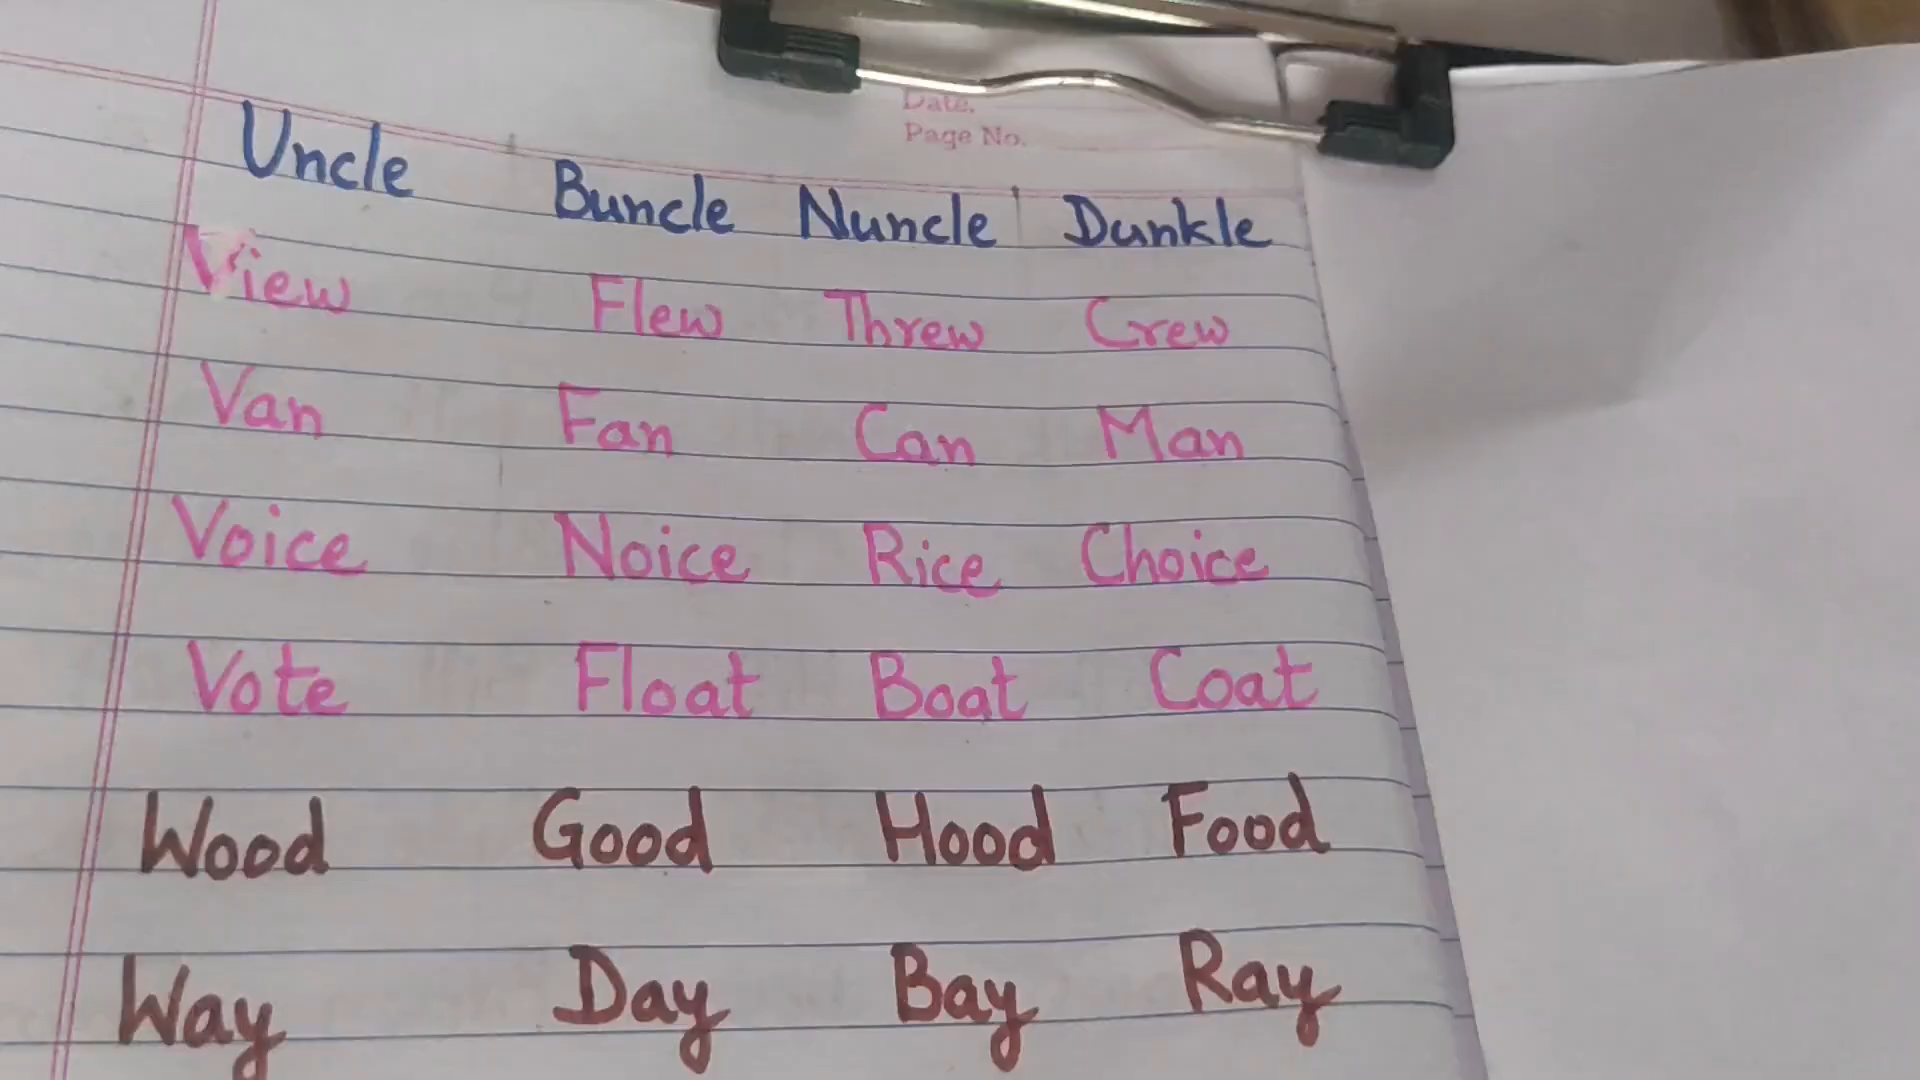 Date.
Page No.
Uncle Buncle Nuncle Dunkle
View Flew Threw Crew
Van Fan Can Man
Voice Noice Rice Choice
Vote Float Boat Coat
Wood Good Hood Food
Way Day Bay Ray